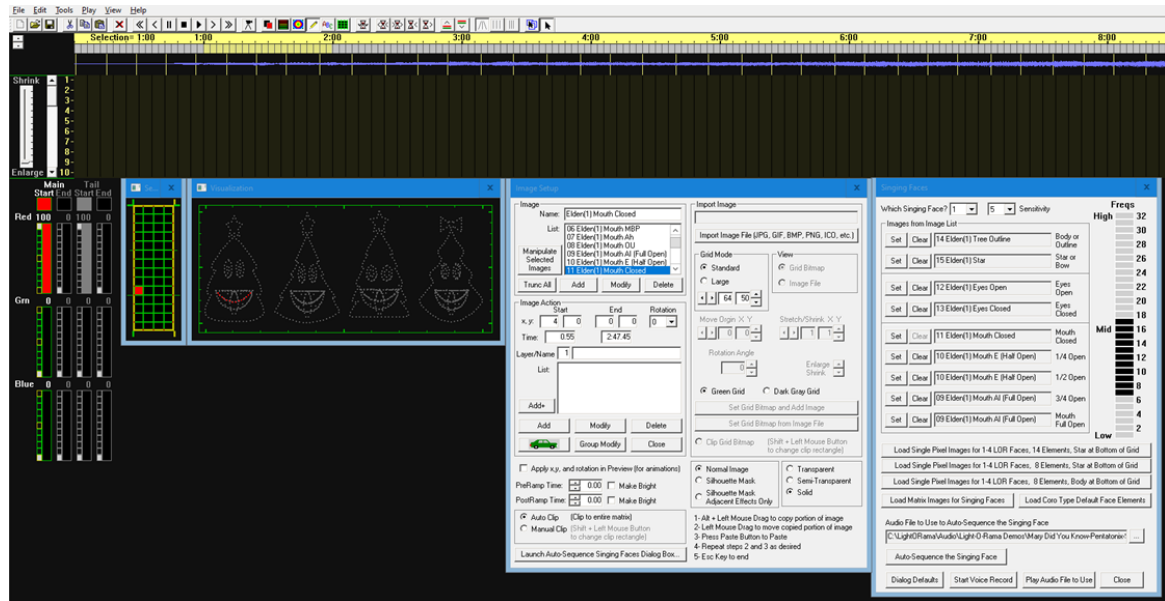 File Edit Tools Play View Help
Selection= 1:00 1:00 2:00 3:00 4:00 5:00 6:00 7:00 8:00
Shrink
1-
2-
3-
4-
5-
6-
7-
8-
9-
Enlarge 10-
Main Tail
Start End Start End
Red 100 0 100 0
Grn 0 0 0 0
Blue 0 0 0 0
Se... X
Visualization X
Image Setup X
Image
Name: Elden(1) Mouth Closed
List: 06 Elden(1) Mouth MBP
07 Elden(1) Mouth Ah
08 Elden(1) Mouth OU
09 Elden(1) Mouth AI (Full Open)
10 Elden(1) Mouth E (Half Open)
11 Elden(1) Mouth Closed
Manipulate
Selected
Images
Trunc All Add Modify Delete
Image Action
Start End Rotation
x, y: 4 0 0 0 0
Time: 0.55 2:47.45
Layer/Name 1
List:
Add+
Add Modify Delete
Group Modify Close
Apply x,y, and rotation in Preview (for animations)
PreRamp Time: 0.00 Make Bright
PostRamp Time: 0.00 Make Bright
Auto Clip (Clip to entire matrix)
Manual Clip (Shift + Left Mouse Button
to change clip rectangle)
Launch Auto-Sequence Singing Faces Dialog Box...
Import Image
Import Image File (JPG, GIF, BMP, PNG, ICO, etc.)
Grid Mode
Standard
Large
64 50
View
Grid Bitmap
Image File
Move Origin X Y
0 0
Stretch/Shrink X Y
1 1
Rotation Angle
0
Enlarge
Shrink
Green Grid Dark Gray Grid
Set Grid Bitmap and Add Image
Set Grid Bitmap from Image File
Clip Grid Bitmap (Shift + Left Mouse Button
to change clip rectangle)
Normal Image
Silhouette Mask
Silhouette Mask
Adjacent Effects Only
Transparent
Semi-Transparent
Solid
1- Alt + Left Mouse Drag to copy portion of image
2- Left Mouse Drag to move copied portion of image
3- Press Paste Button to Paste
4- Repeat steps 2 and 3 as desired
5- Esc Key to end
Singing Faces X
Which Singing Face? 1 5 Sensitivity
Images from Image List
Set Clear 14 Elden(1) Tree Outline Body or
Outline
Set Clear 15 Elden(1) Star Star or
Bow
Set Clear 12 Elden(1) Eyes Open Eyes
Open
Set Clear 13 Elden(1) Eyes Closed Eyes
Closed
Set Clear 11 Elden(1) Mouth Closed Mouth
Closed
Set Clear 10 Elden(1) Mouth E (Half Open) 1/4 Open
Set Clear 10 Elden(1) Mouth E (Half Open) 1/2 Open
Set Clear 09 Elden(1) Mouth AI (Full Open) 3/4 Open
Set Clear 09 Elden(1) Mouth AI (Full Open) Mouth
Full Open
Freqs
High 32
30
28
26
24
22
20
18
Mid 16
14
12
10
8
6
4
2
Low
Load Single Pixel Images for 1-4 LOR Faces, 14 Elements, Star at Bottom of Grid
Load Single Pixel Images for 1-4 LOR Faces, 8 Elements, Star at Bottom of Grid
Load Single Pixel Images for 1-4 LOR Faces, 8 Elements, Body at Bottom of Grid
Load Matrix Images for Singing Faces Load Coro Type Default Face Elements
Audio File to Use to Auto-Sequence the Singing Face
C:\LightORama\Audio\Light-O-Rama Demos\Mary Did You Know-Pentatonix- ...
Auto-Sequence the Singing Face
Dialog Defaults Start Voice Record Play Audio File to Use Close